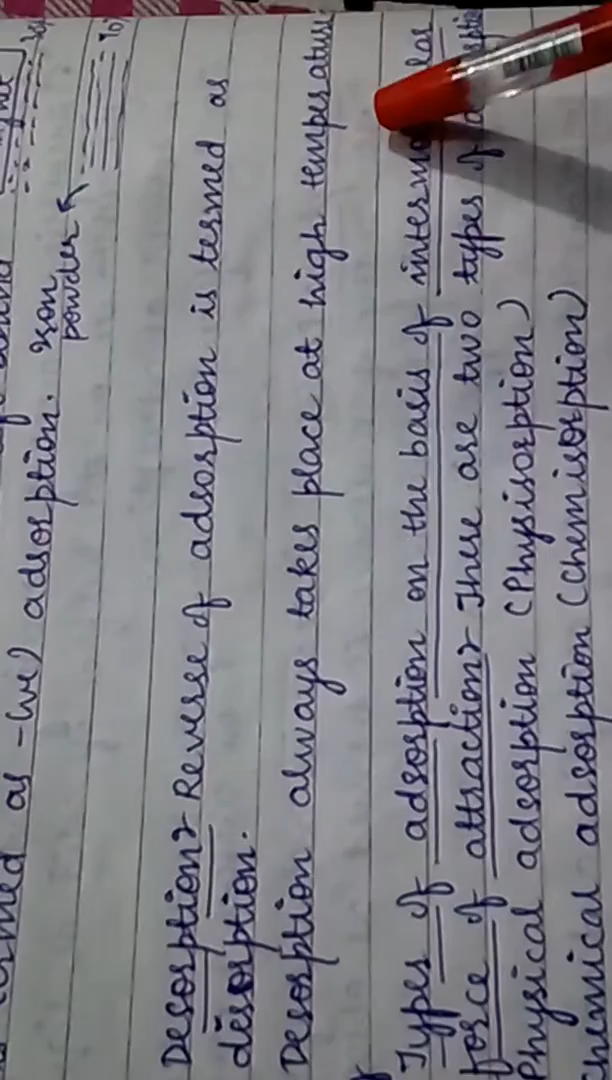 termed as -(ve) adsorption. Iron
powder
Desorption → Reverse of adsorption is termed as
desorption.
Desorption always takes place at high temperature
Types of adsorption on the basis of
force of attraction → There are two types of
Physical adsorption (Physisorption)
Chemical adsorption (Chemisorption)